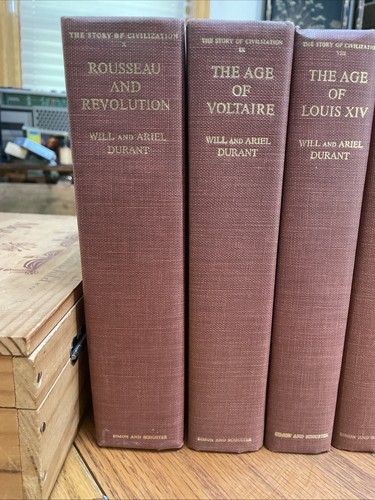 THE STORY OF CIVILIZATION
X
ROUSSEAU
AND
REVOLUTION
WILL AND ARIEL
DURANT
SIMON AND SCHUSTER
THE STORY OF CIVILIZATION
IX
THE AGE
OF
VOLTAIRE
WILL AND ARIEL
DURANT
SIMON AND SCHUSTER
THE STORY OF CIVILIZATION
VIII
THE AGE
OF
LOUIS XIV
WILL AND ARIEL
DURANT
SIMON AND SCHUSTER